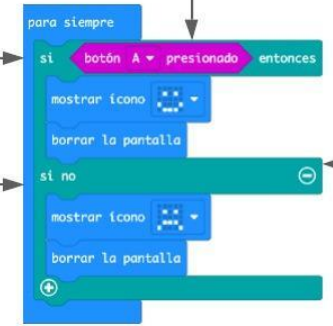 para siempre
si botón A presionado entonces
mostrar ícono
borrar la pantalla
si no
mostrar ícono
borrar la pantalla